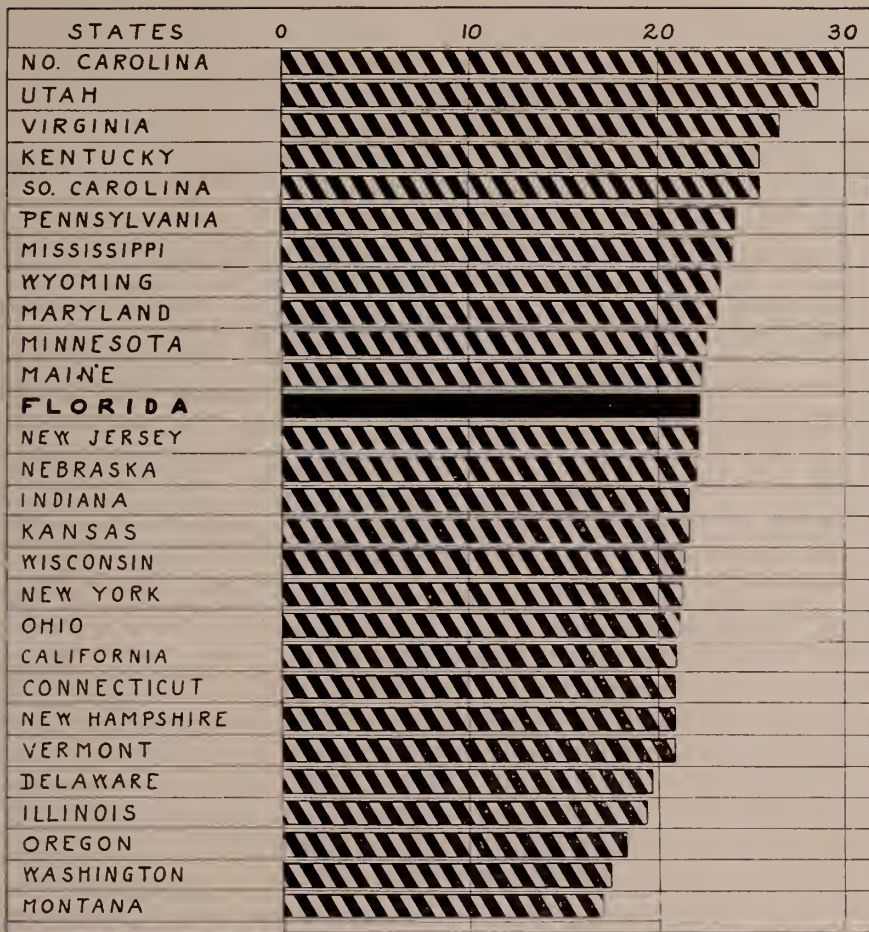 STATES 0 10 20 30
NO. CAROLINA
UTAH
VIRGINIA
KENTUCKY
SO. CAROLINA
PENNSYLVANIA
MISSISSIPPI
WYOMING
MARYLAND
MINNESOTA
MAINE
FLORIDA
NEW JERSEY
NEBRASKA
INDIANA
KANSAS
WISCONSIN
NEW YORK
OHIO
CALIFORNIA
CONNECTICUT
NEW HAMPSHIRE
VERMONT
DELAWARE
ILLINOIS
OREGON
WASHINGTON
MONTANA